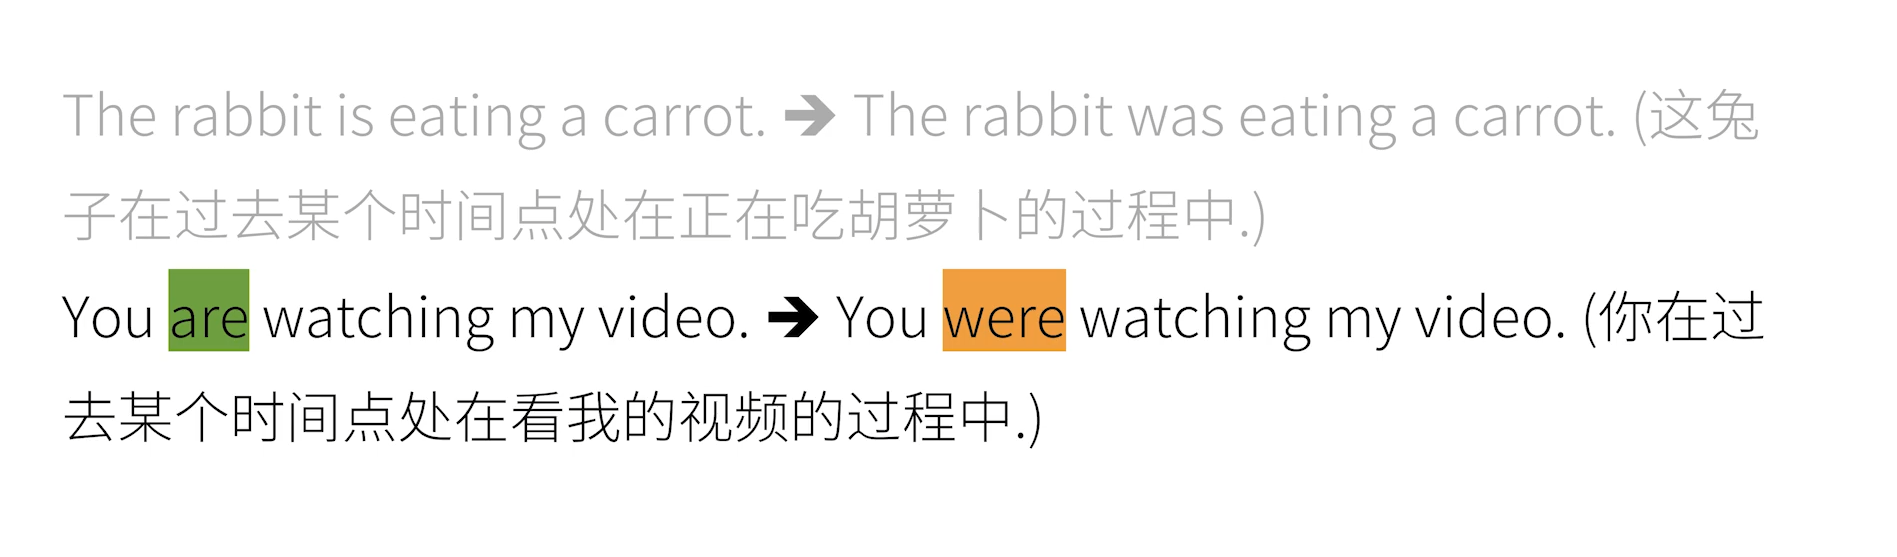 The rabbit is eating a carrot. ➔ The rabbit was eating a carrot. (这兔
子在过去某个时间点处在正在吃胡萝卜的过程中.)
You are watching my video. ➔ You were watching my video. (你在过
去某个时间点处在看我的视频的过程中.)